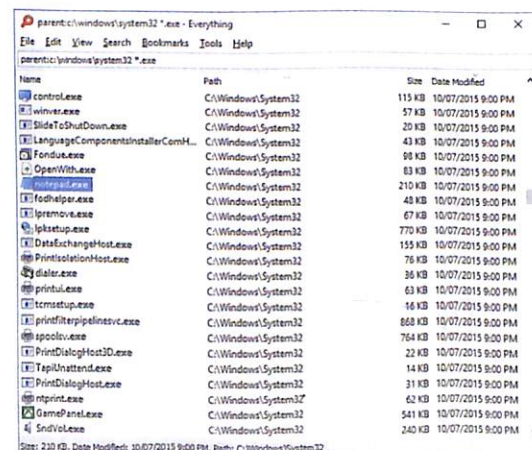 parent:c:\windows\system32 *.exe - Everything
File Edit View Search Bookmarks Tools Help
parent:c:\windows\system32 *.exe
Name Path Size Date Modified
control.exe C:\Windows\System32 115 KB 10/07/2015 9:00 PM
winver.exe C:\Windows\System32 57 KB 10/07/2015 9:00 PM
SlideToShutDown.exe C:\Windows\System32 20 KB 10/07/2015 9:00 PM
LanguageComponentsInstallerComH... C:\Windows\System32 43 KB 10/07/2015 9:00 PM
Fondue.exe C:\Windows\System32 98 KB 10/07/2015 9:00 PM
OpenWith.exe C:\Windows\System32 83 KB 10/07/2015 9:00 PM
notepad.exe C:\Windows\System32 210 KB 10/07/2015 9:00 PM
fodhelper.exe C:\Windows\System32 48 KB 10/07/2015 9:00 PM
lpremove.exe C:\Windows\System32 67 KB 10/07/2015 9:00 PM
lpksetup.exe C:\Windows\System32 770 KB 10/07/2015 9:00 PM
DataExchangeHost.exe C:\Windows\System32 155 KB 10/07/2015 9:00 PM
PrintIsolationHost.exe C:\Windows\System32 76 KB 10/07/2015 9:00 PM
dialer.exe C:\Windows\System32 36 KB 10/07/2015 9:00 PM
printui.exe C:\Windows\System32 63 KB 10/07/2015 9:00 PM
tcmsetup.exe C:\Windows\System32 16 KB 10/07/2015 9:00 PM
printfilterpipelinesvc.exe C:\Windows\System32 868 KB 10/07/2015 9:00 PM
spoolsv.exe C:\Windows\System32 764 KB 10/07/2015 9:00 PM
PrintDialogHost3D.exe C:\Windows\System32 22 KB 10/07/2015 9:00 PM
TapiUnattend.exe C:\Windows\System32 14 KB 10/07/2015 9:00 PM
PrintDialogHost.exe C:\Windows\System32 31 KB 10/07/2015 9:00 PM
ntprint.exe C:\Windows\System32 62 KB 10/07/2015 9:00 PM
GamePanel.exe C:\Windows\System32 541 KB 10/07/2015 9:00 PM
SndVol.exe C:\Windows\System32 240 KB 10/07/2015 9:00 PM
Size: 210 KB, Date Modified: 10/07/2015 9:00 PM, Path: C:\Windows\System32